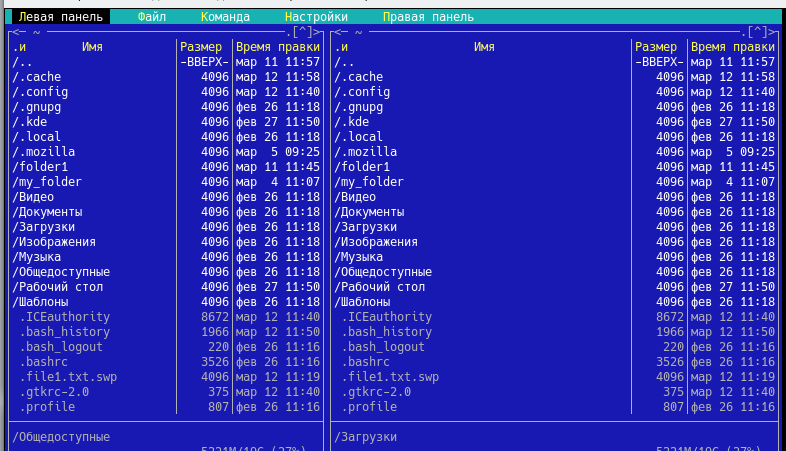 Левая панель Файл Команда Настройки Правая панель
<– ~ .[^]> <– ~ .[^]>
.и Имя Размер Время правки .и Имя Размер Время правки
/.. -ВВЕРХ- мар 11 11:57 /.. -ВВЕРХ- мар 11 11:57
/.cache 4096 мар 12 11:58 /.cache 4096 мар 12 11:58
/.config 4096 мар 12 11:40 /.config 4096 мар 12 11:40
/.gnupg 4096 фев 26 11:18 /.gnupg 4096 фев 26 11:18
/.kde 4096 фев 27 11:50 /.kde 4096 фев 27 11:50
/.local 4096 фев 26 11:18 /.local 4096 фев 26 11:18
/.mozilla 4096 мар 5 09:25 /.mozilla 4096 мар 5 09:25
/folder1 4096 мар 11 11:45 /folder1 4096 мар 11 11:45
/my_folder 4096 мар 4 11:07 /my_folder 4096 мар 4 11:07
/Видео 4096 фев 26 11:18 /Видео 4096 фев 26 11:18
/Документы 4096 фев 26 11:18 /Документы 4096 фев 26 11:18
/Загрузки 4096 фев 26 11:18 /Загрузки 4096 фев 26 11:18
/Изображения 4096 фев 26 11:18 /Изображения 4096 фев 26 11:18
/Музыка 4096 фев 26 11:18 /Музыка 4096 фев 26 11:18
/Общедоступные 4096 фев 26 11:18 /Общедоступные 4096 фев 26 11:18
/Рабочий стол 4096 фев 27 11:50 /Рабочий стол 4096 фев 27 11:50
/Шаблоны 4096 фев 26 11:18 /Шаблоны 4096 фев 26 11:18
.ICEauthority 8672 мар 12 11:40 .ICEauthority 8672 мар 12 11:40
.bash_history 1966 мар 12 11:50 .bash_history 1966 мар 12 11:50
.bash_logout 220 фев 26 11:16 .bash_logout 220 фев 26 11:16
.bashrc 3526 фев 26 11:16 .bashrc 3526 фев 26 11:16
.file1.txt.swp 4096 мар 12 11:19 .file1.txt.swp 4096 мар 12 11:19
.gtkrc-2.0 375 мар 12 11:40 .gtkrc-2.0 375 мар 12 11:40
.profile 807 фев 26 11:16 .profile 807 фев 26 11:16
/Общедоступные /Загрузки